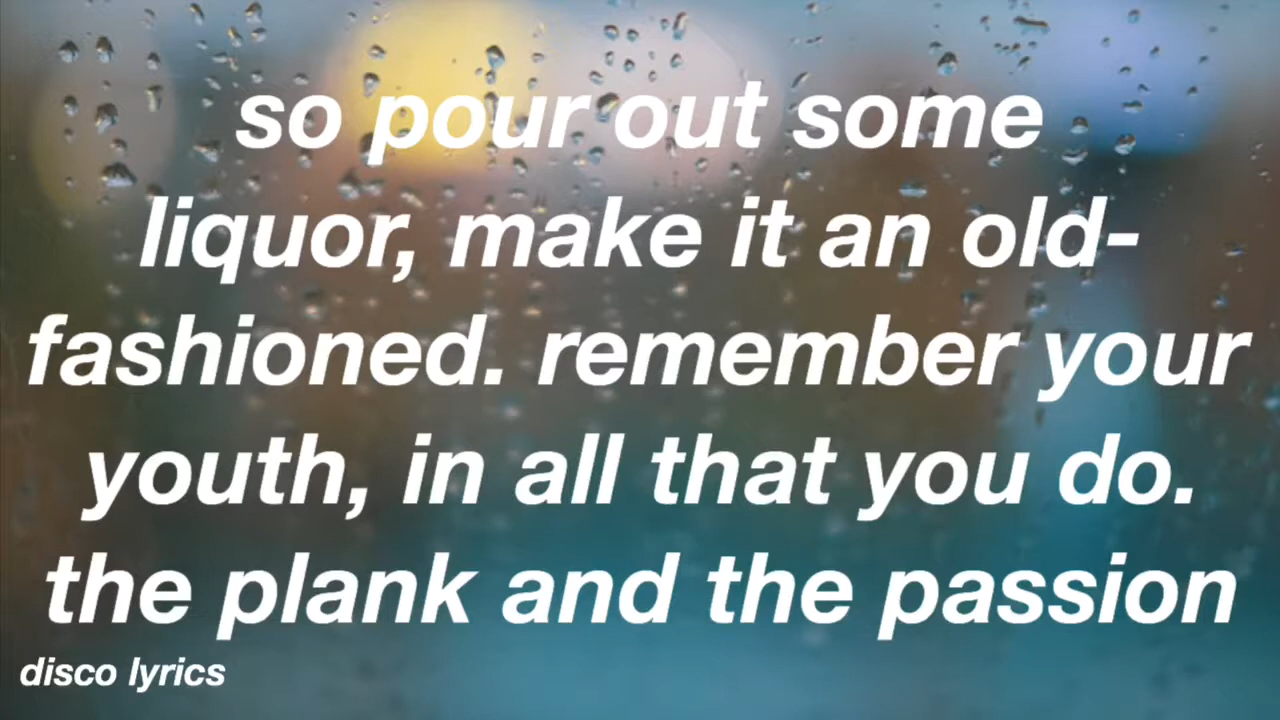 so pour out some
liquor, make it an old-
fashioned. remember your
youth, in all that you do.
the plank and the passion
disco lyrics